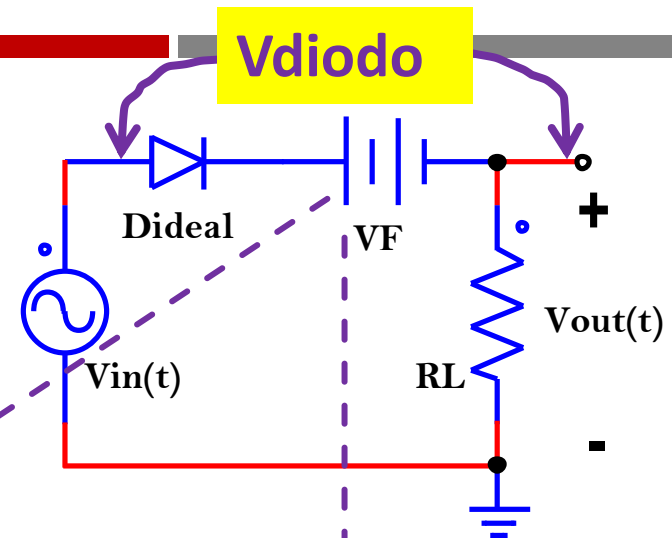 Vdiodo
Dideal
VF
+
Vout(t)
Vin(t)
RL
-